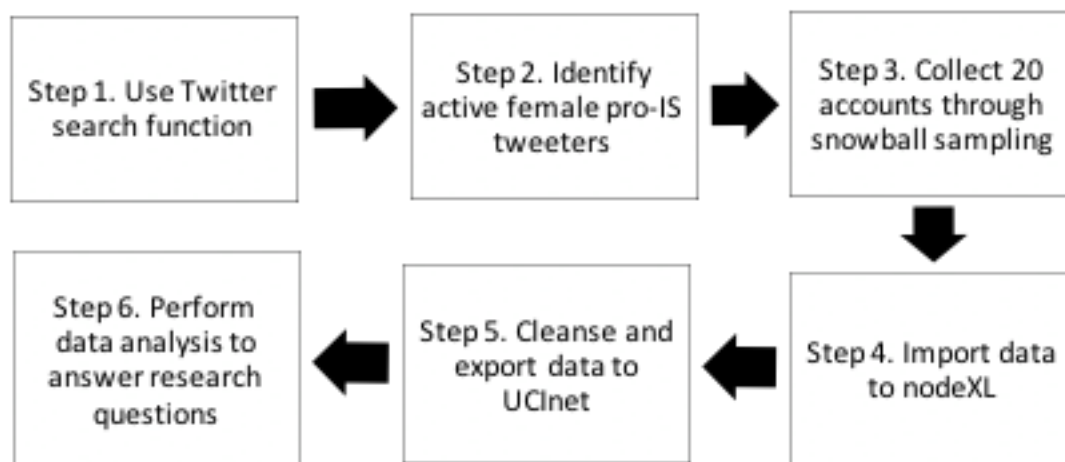 Step 1. Use Twitter
search function
Step 2. Identify
active female pro-IS
tweeters
Step 3. Collect 20
accounts through
snowball sampling
Step 4. Import data
to nodeXL
Step 5. Cleanse and
export data to
UCInet
Step 6. Perform
data analysis to
answer research
questions